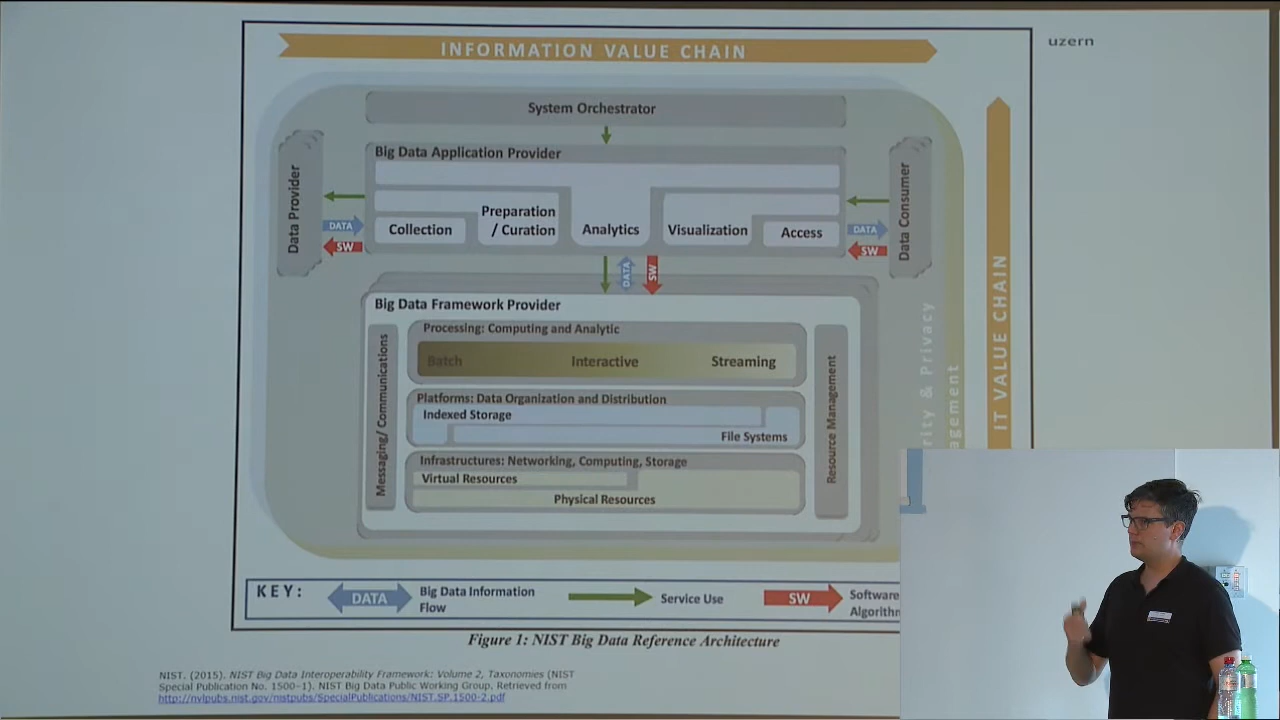 INFORMATION VALUE CHAIN
uzern
System Orchestrator
Big Data Application Provider
Data Provider
Data Consumer
Preparation
Collection
/ Curation
Analytics
Visualization
Access
DATA
SW
DATA
SW
DATA
SW
Big Data Framework Provider
Messaging/ Communications
Processing: Computing and Analytic
Batch
Interactive
Streaming
Platforms: Data Organization and Distribution
Indexed Storage
File Systems
Infrastructures: Networking, Computing, Storage
Virtual Resources
Physical Resources
Resource Management
rity & Privacy
agement
IT VALUE CHAIN
KEY:
DATA
Big Data Information
Flow
Service Use
SW
Software
Algorithm
Figure 1: NIST Big Data Reference Architecture
NIST. (2015). NIST Big Data Interoperability Framework: Volume 2, Taxonomies (NIST
Special Publication No. 1500-1). NIST Big Data Public Working Group. Retrieved from
http://nvlpubs.nist.gov/nistpubs/SpecialPublications/NIST.SP.1500-2.pdf